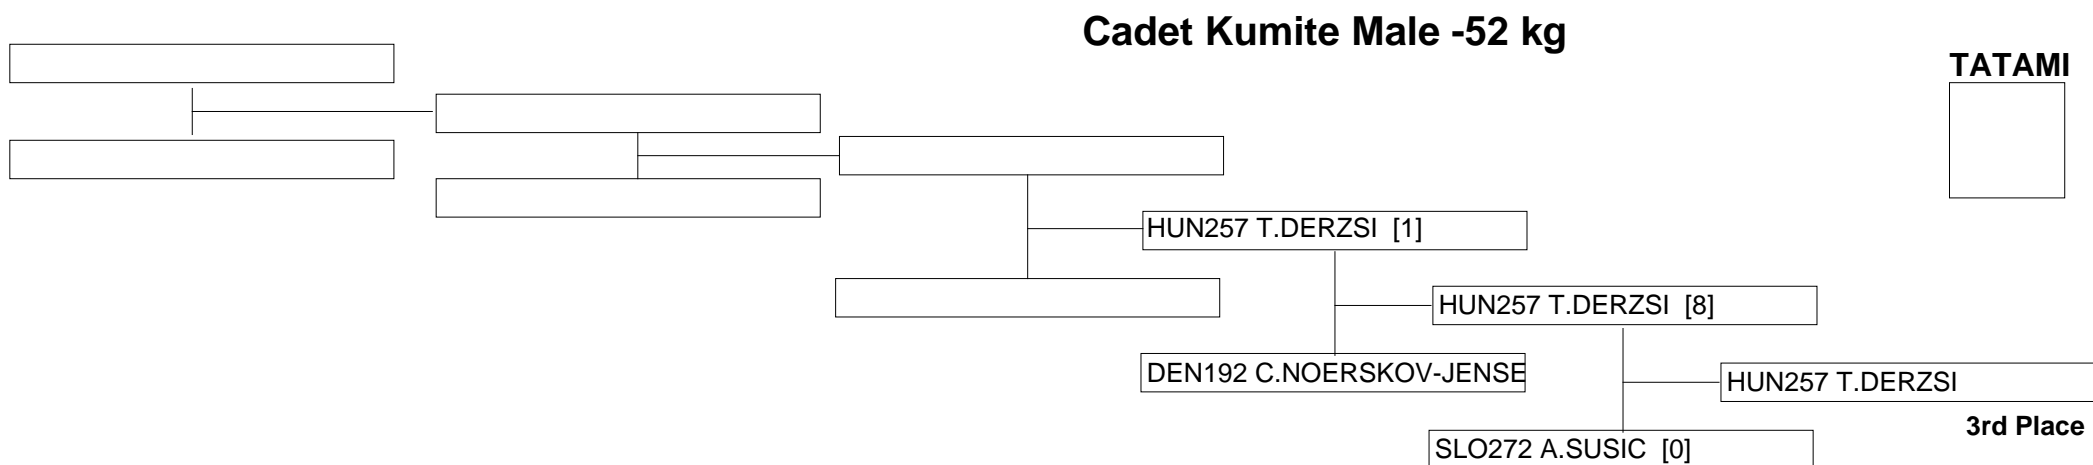 Cadet Kumite Male -52 kg
TATAMI
HUN257 T.DERZSI [1]
HUN257 T.DERZSI [8]
DEN192 C.NOERSKOV-JENSE
HUN257 T.DERZSI
3rd Place
SLO272 A.SUSIC [0]